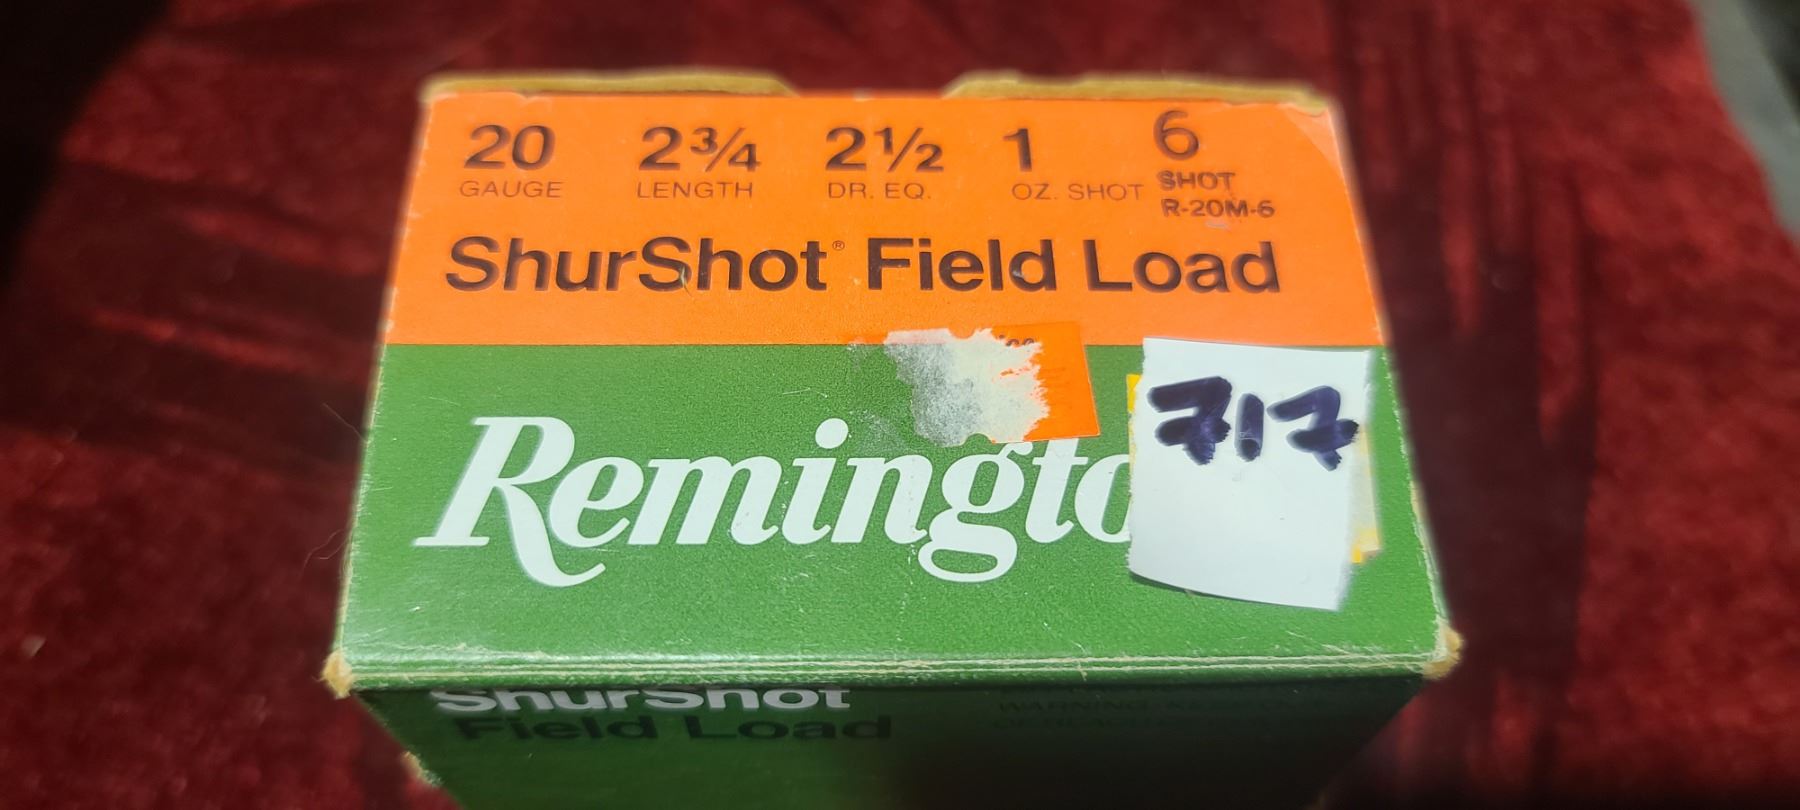 20 2¾ 2½ 1 6
GAUGE LENGTH DR. EQ. OZ. SHOT SHOT
R-20M-6
ShurShot® Field Load
Remingto
717
ShurShot
Field Load
WARNING: